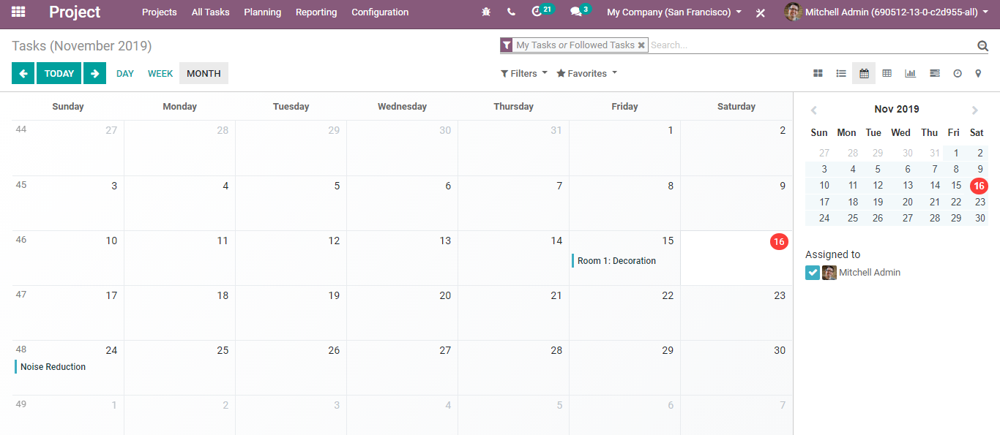 Project Projects All Tasks Planning Reporting Configuration 21 3 My Company (San Francisco) Mitchell Admin (690512-13-0-c2d955-all)
Tasks (November 2019) My Tasks or Followed Tasks Search...
TODAY DAY WEEK MONTH Filters Favorites
Sunday Monday Tuesday Wednesday Thursday Friday Saturday
44 27 28 29 30 31 1 2
45 3 4 5 6 7 8 9
46 10 11 12 13 14 15 16
Room 1: Decoration
47 17 18 19 20 21 22 23
48 24 25 26 27 28 29 30
Noise Reduction
49 1 2 3 4 5 6 7
Nov 2019
Sun Mon Tue Wed Thu Fri Sat
27 28 29 30 31 1 2
3 4 5 6 7 8 9
10 11 12 13 14 15 16
17 18 19 20 21 22 23
24 25 26 27 28 29 30
Assigned to
Mitchell Admin